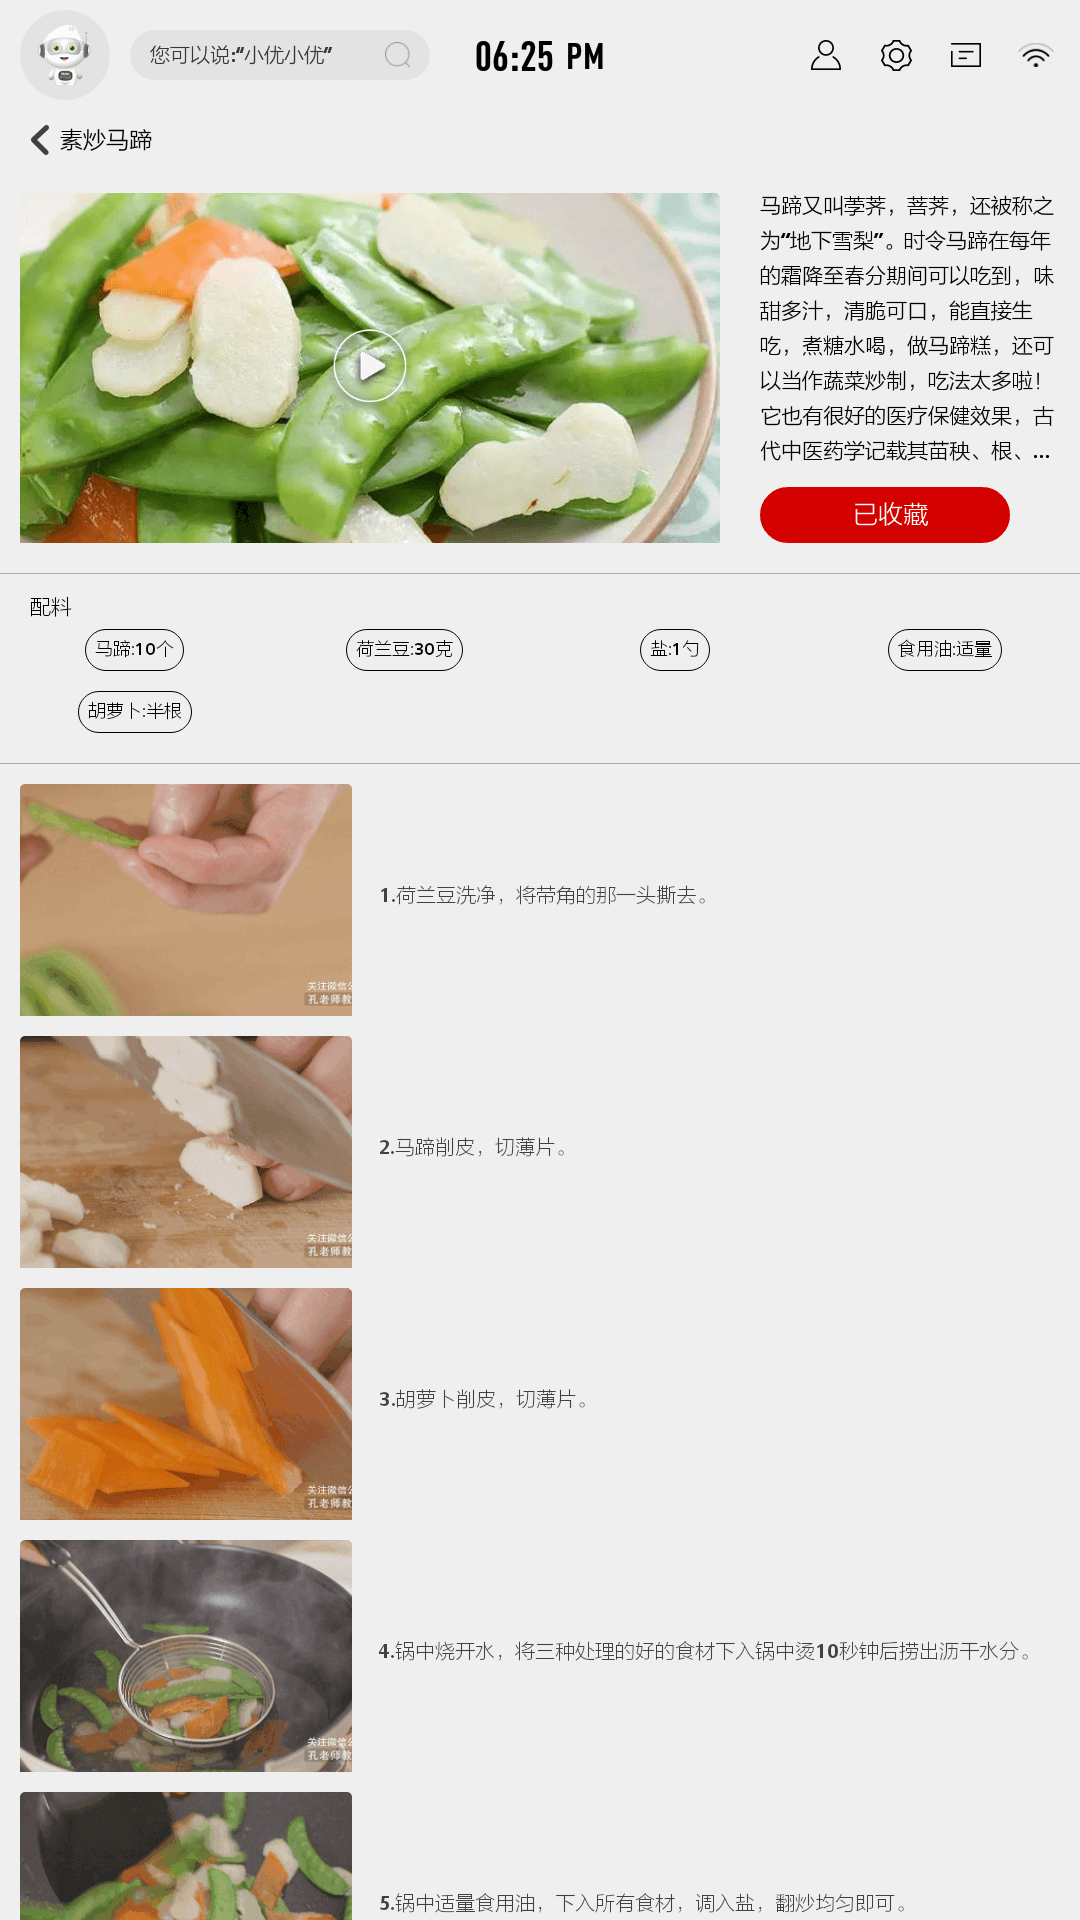 您可以说:“小优小优”
06:25 PM
素炒马蹄
马蹄又叫荸荠，菩荠，还被称之
为“地下雪梨”。时令马蹄在每年
的霜降至春分期间可以吃到，味
甜多汁，清脆可口，能直接生
吃，煮糖水喝，做马蹄糕，还可
以当作蔬菜炒制，吃法太多啦！
它也有很好的医疗保健效果，古
代中医药学记载其苗秧、根、...
已收藏
配料
马蹄:10个
荷兰豆:30克
盐:1勺
食用油:适量
胡萝卜:半根
1.荷兰豆洗净，将带角的那一头撕去。
关注微信公
孔老师教
2.马蹄削皮，切薄片。
关注微信公
孔老师教
3.胡萝卜削皮，切薄片。
关注微信公
孔老师教
4.锅中烧开水，将三种处理的好的食材下入锅中烫10秒钟后捞出沥干水分。
关注微信公
孔老师教
5.锅中适量食用油，下入所有食材，调入盐，翻炒均匀即可。